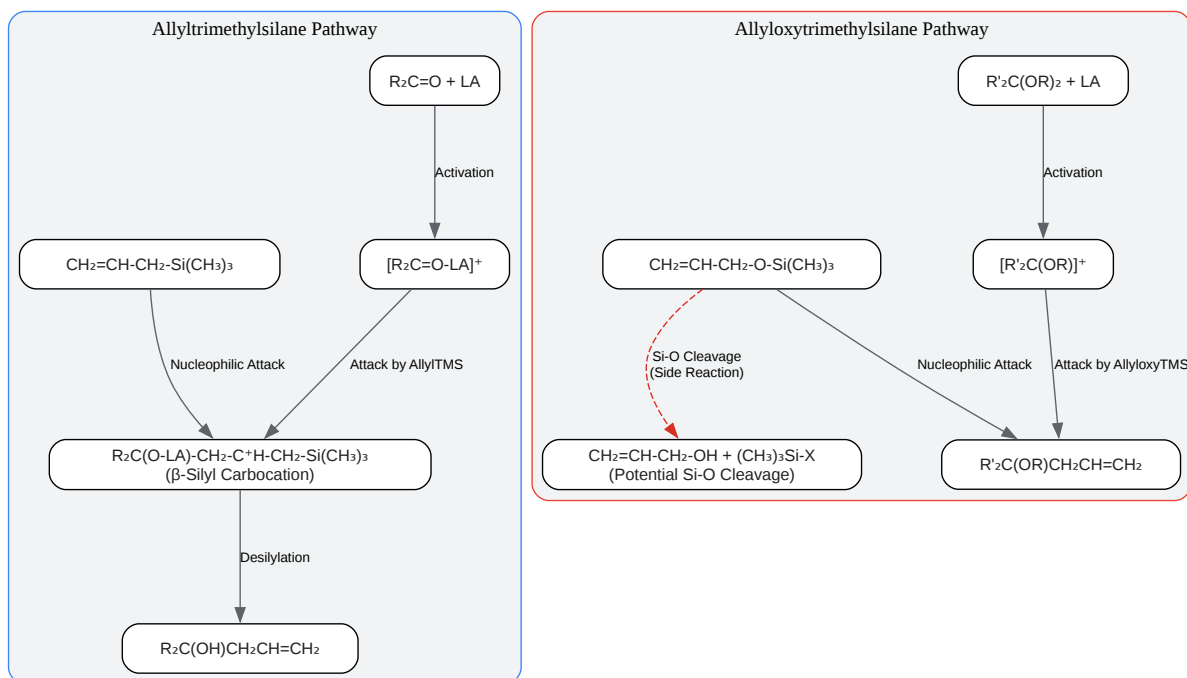 Allyltrimethylsilane Pathway
R₂C=O + LA
Activation
CH₂=CH-CH₂-Si(CH₃)₃
[R₂C=O-LA]⁺
Nucleophilic Attack
Attack by AllylTMS
R₂C(O-LA)-CH₂-C⁺H-CH₂-Si(CH₃)₃
(β-Silyl Carbocation)
Desilylation
R₂C(OH)CH₂CH=CH₂
Allyloxytrimethylsilane Pathway
R'₂C(OR)₂ + LA
Activation
CH₂=CH-CH₂-O-Si(CH₃)₃
[R'₂C(OR)]⁺
Si-O Cleavage
(Side Reaction)
Nucleophilic Attack
Attack by AllyloxyTMS
CH₂=CH-CH₂-OH + (CH₃)₃Si-X
(Potential Si-O Cleavage)
R'₂C(OR)CH₂CH=CH₂